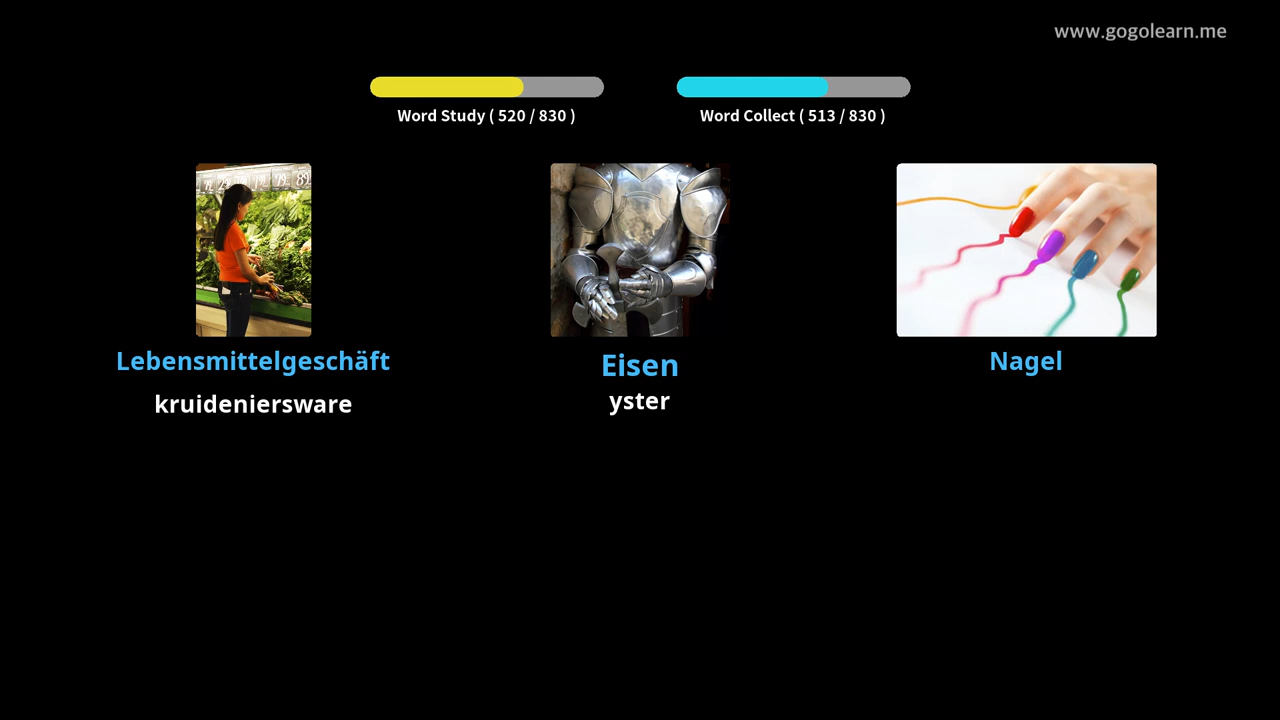 www.gogolearn.me
Word Study ( 520 / 830 )
Word Collect ( 513 / 830 )
Lebensmittelgeschäft
Eisen
Nagel
kruideniersware
yster